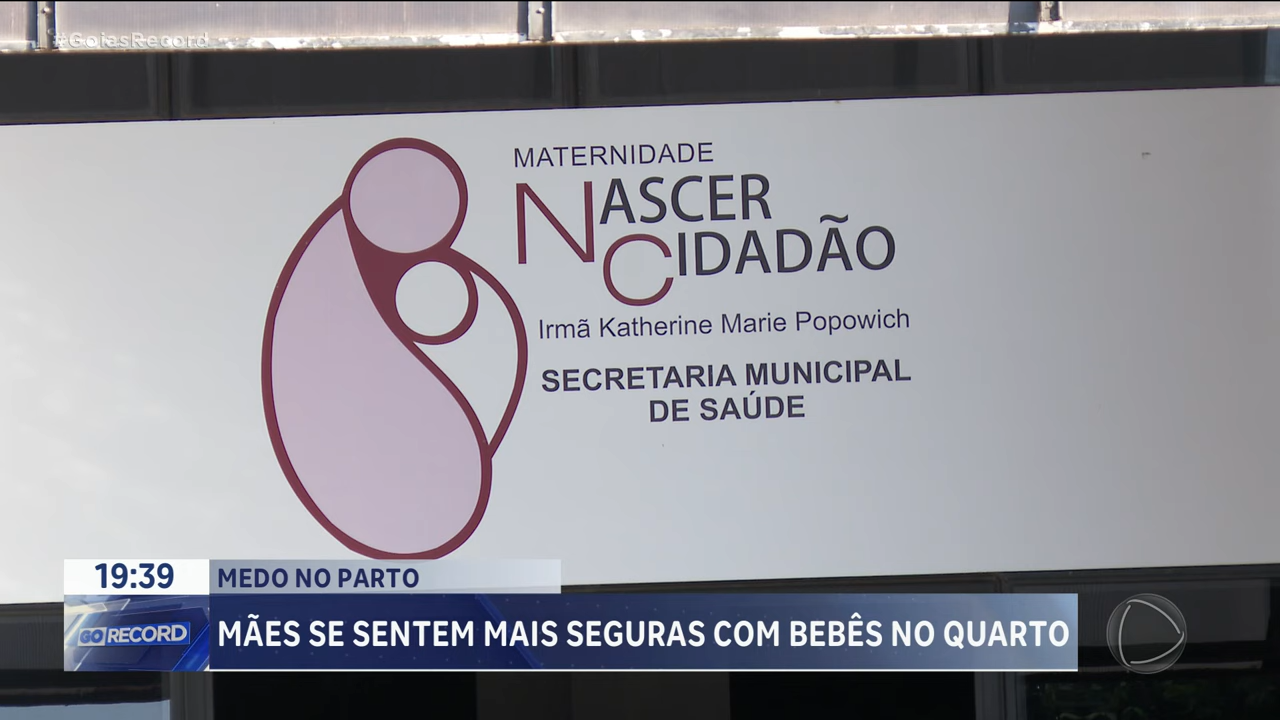 #GoiasRecord
MATERNIDADE
NASCER
CIDADÃO
Irmã Katherine Marie Popowich
SECRETARIA MUNICIPAL
DE SAÚDE
19:39
MEDO NO PARTO
GO RECORD
MÃES SE SENTEM MAIS SEGURAS COM BEBÊS NO QUARTO